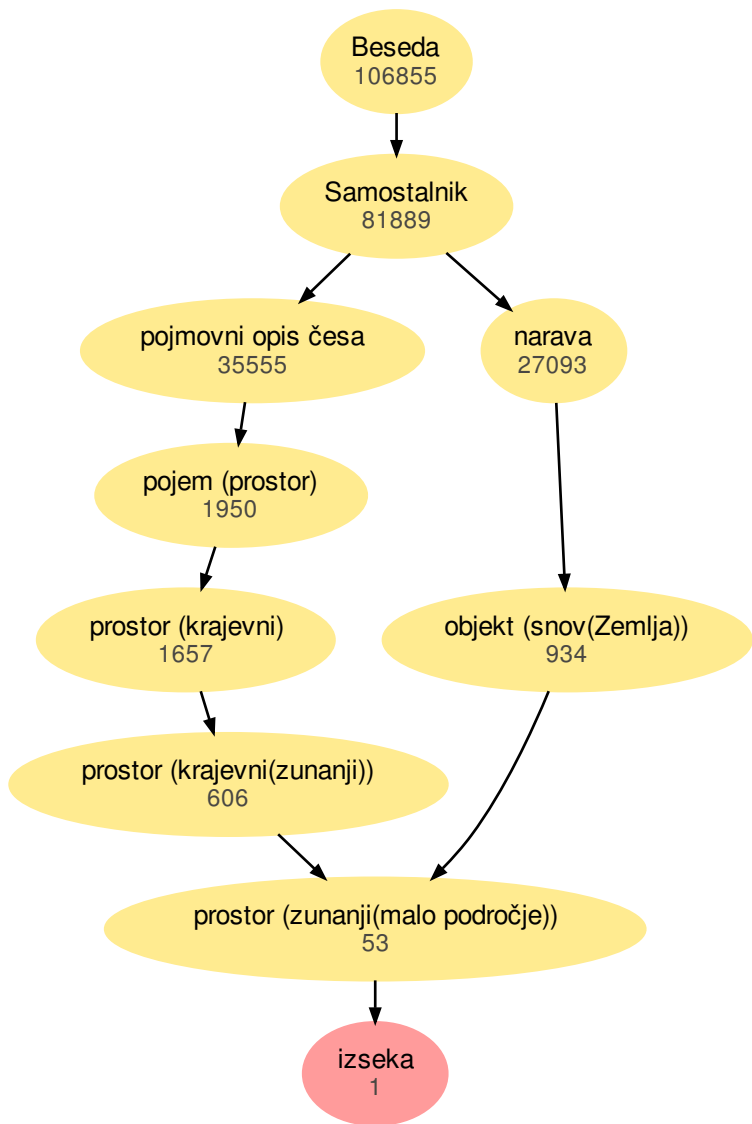 Beseda
106855
Samostalnik
81889
pojmovni opis česa
35555
narava
27093
pojem (prostor)
1950
prostor (krajevni)
1657
objekt (snov(Zemlja))
934
prostor (krajevni(zunanji))
606
prostor (zunanji(malo področje))
53
izseka
1